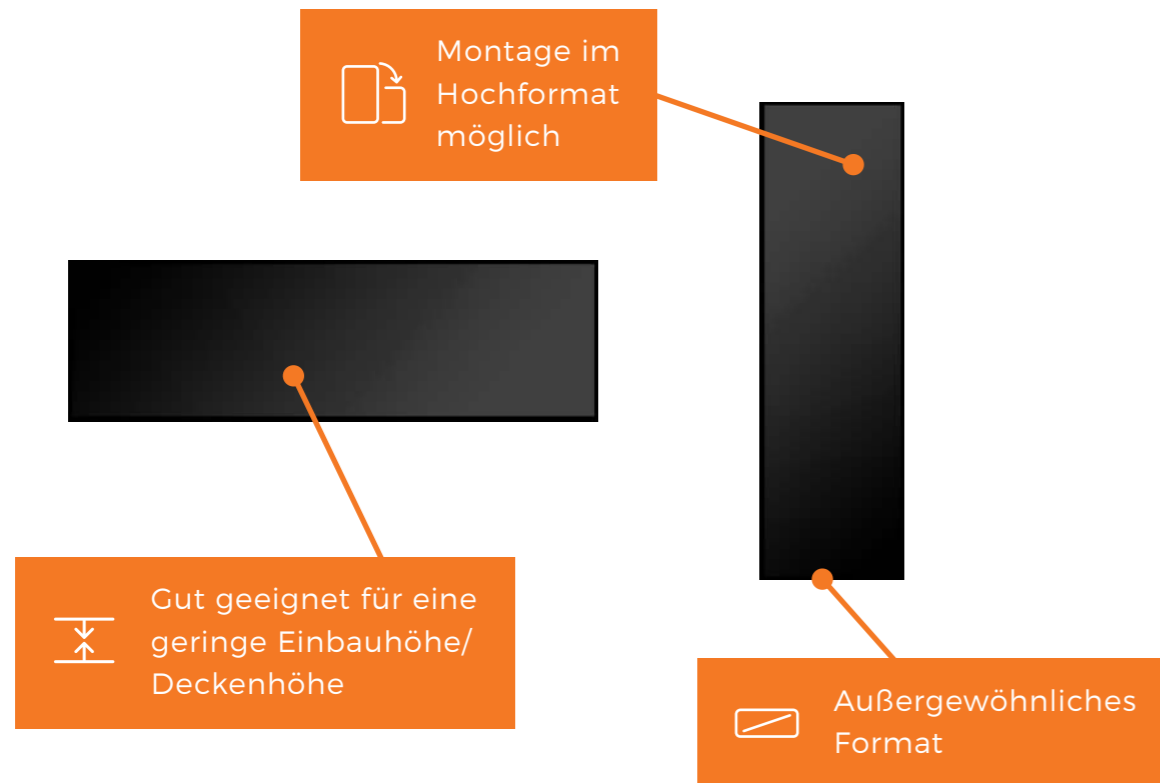 Montage im
Hochformat
möglich
Gut geeignet für eine
geringe Einbauhöhe/
Deckenhöhe
Außergewöhnliches
Format